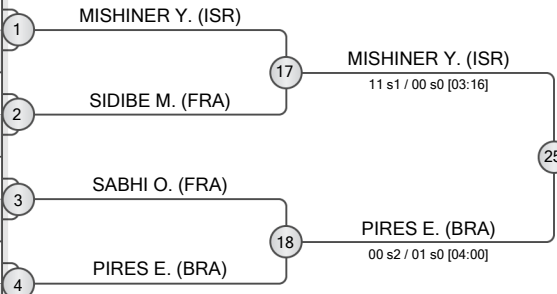 MISHINER Y. (ISR)
1
17
MISHINER Y. (ISR)
11 s1 / 00 s0 [03:16]
2
SIDIBE M. (FRA)
25
SABHI O. (FRA)
3
18
PIRES E. (BRA)
00 s2 / 01 s0 [04:00]
PIRES E. (BRA)
4